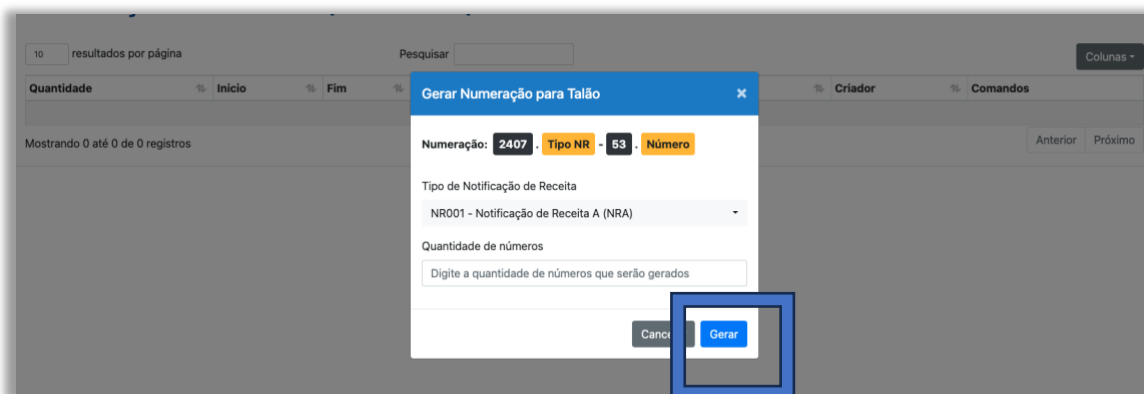 10 resultados por página Pesquisar Colunas
Quantidade Inicio Fim Criador Comandos
Mostrando 0 até 0 de 0 registros Anterior Próximo
Gerar Numeração para Talão ×
Numeração: 2407 . Tipo NR - 53 . Número
Tipo de Notificação de Receita
NR001 - Notificação de Receita A (NRA)
Quantidade de números
Digite a quantidade de números que serão gerados
Gerar